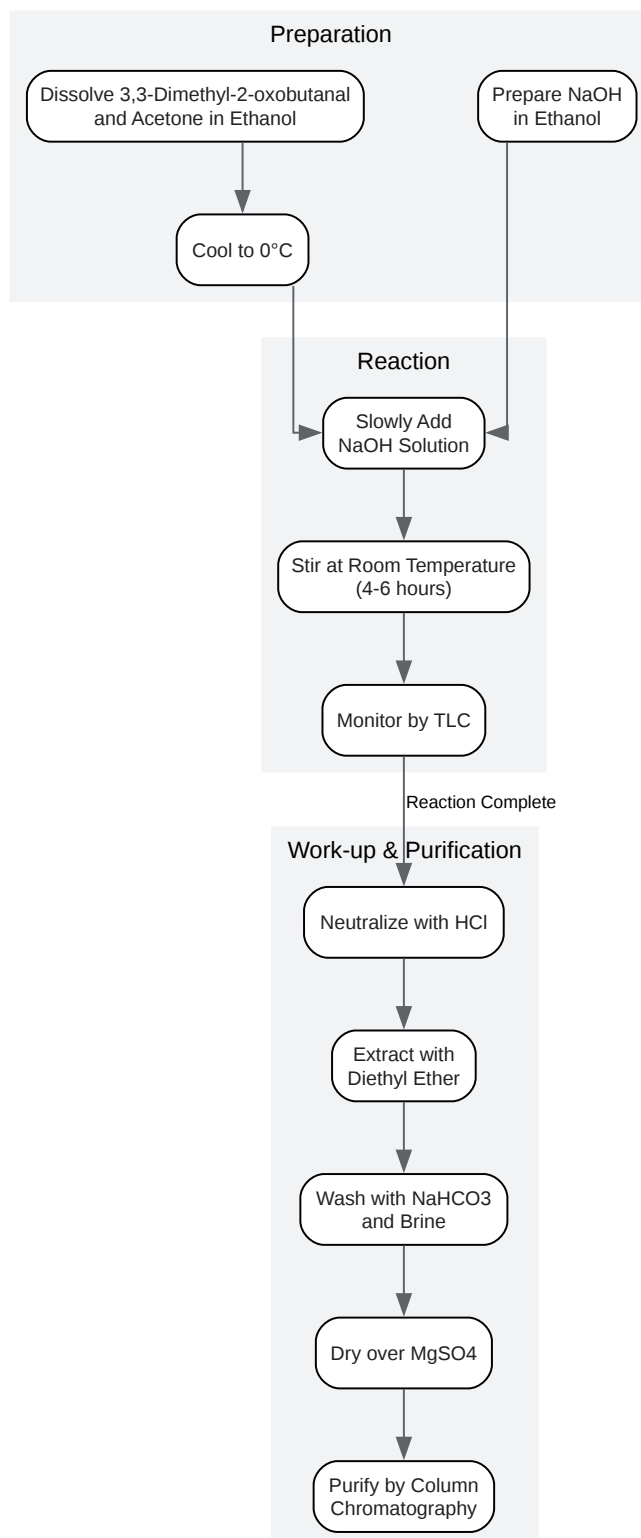 Preparation
Dissolve 3,3-Dimethyl-2-oxobutanal
and Acetone in Ethanol
Prepare NaOH
in Ethanol
Cool to 0°C
Reaction
Slowly Add
NaOH Solution
Stir at Room Temperature
(4-6 hours)
Monitor by TLC
Reaction Complete
Work-up & Purification
Neutralize with HCl
Extract with
Diethyl Ether
Wash with NaHCO3
and Brine
Dry over MgSO4
Purify by Column
Chromatography